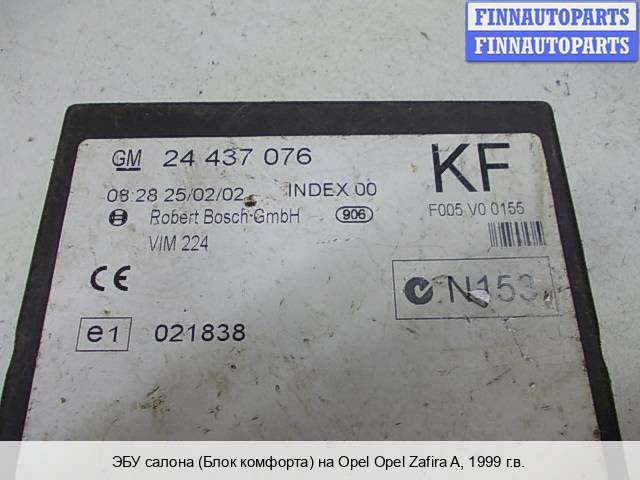 FINNAUTOPARTS
FINNAUTOPARTS
GM 24 437 076
KF
08:28 25/02/02 INDEX 00
F005 V0 0155
Robert Bosch GmbH 906
VIM 224
CE
N153
e1 021838
ЭБУ салона (Блок комфорта) на Opel Opel Zafira A, 1999 г.в.